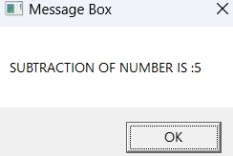 Message Box
SUBTRACTION OF NUMBER IS :5
OK